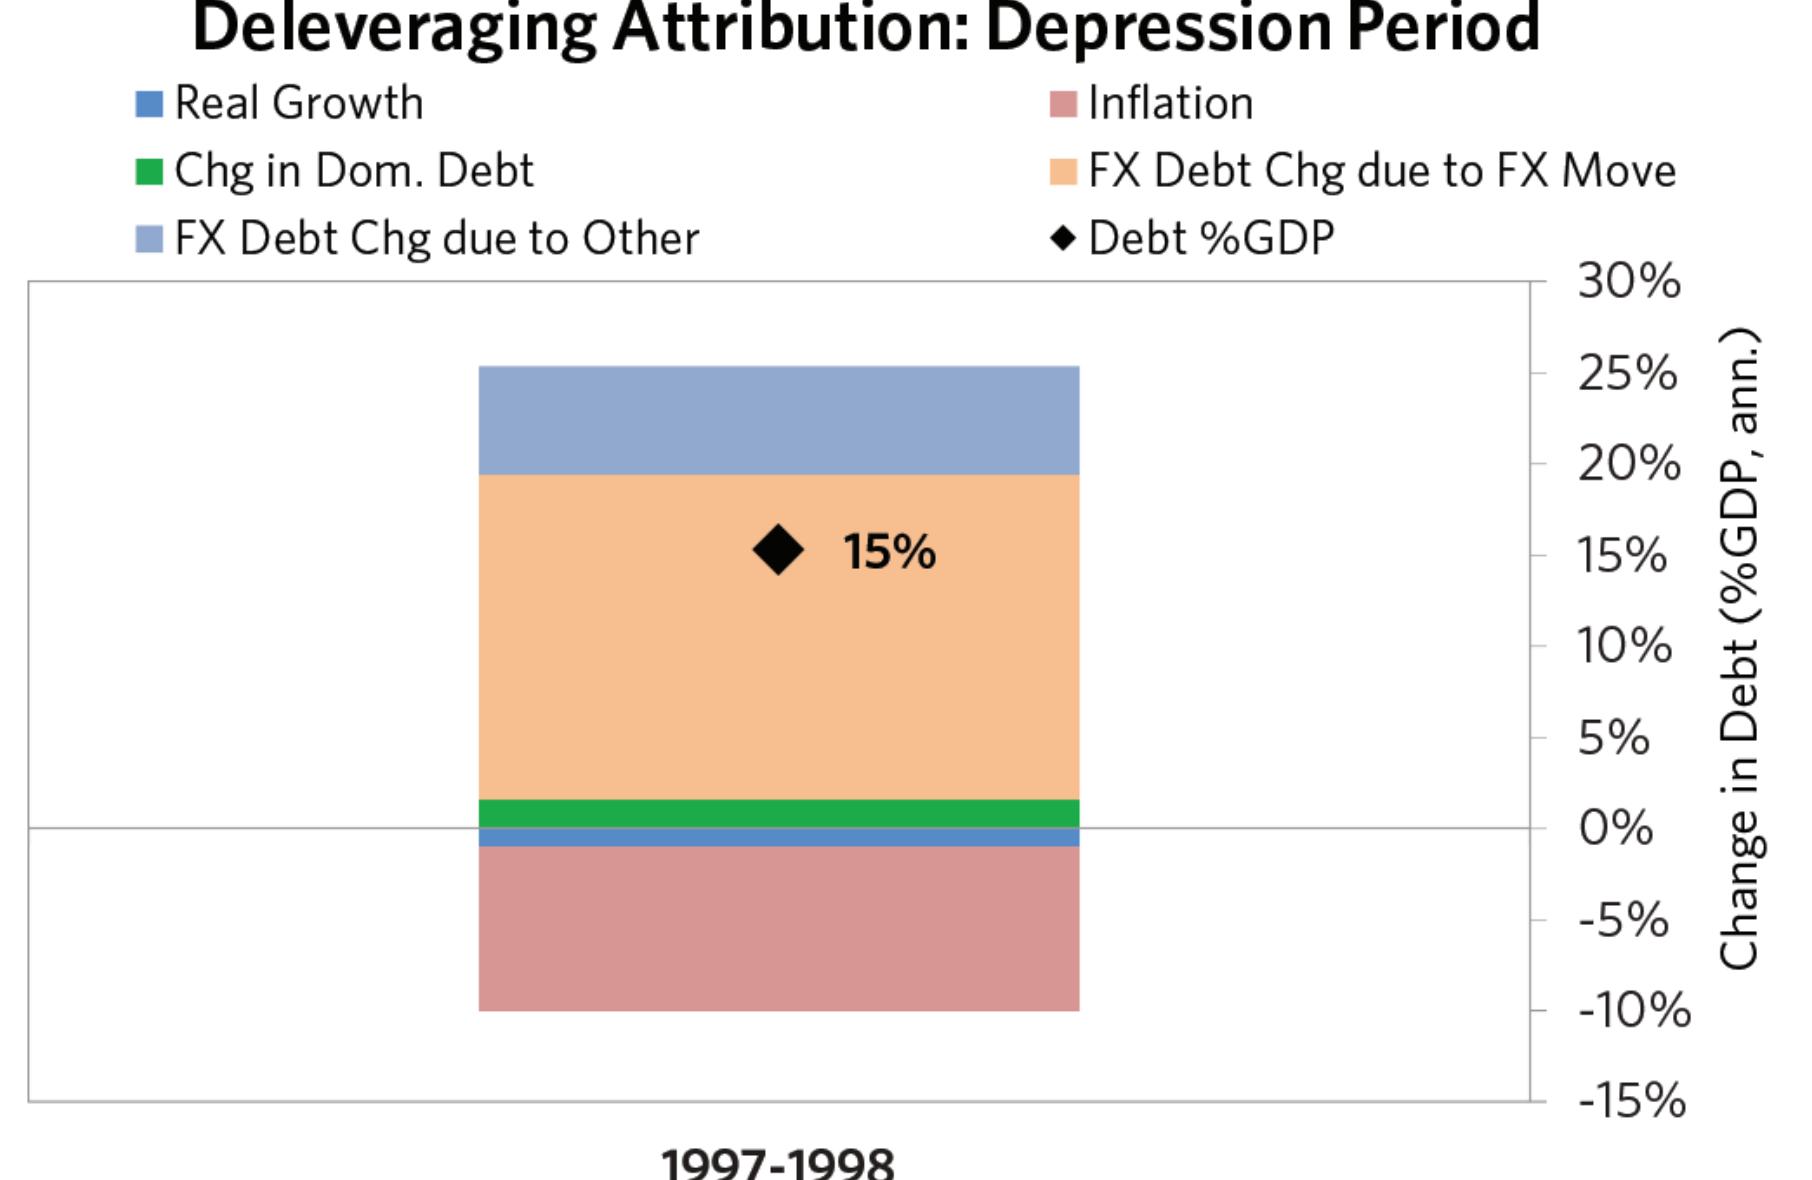 Deleveraging Attribution: Depression Period
Real Growth
Inflation
Chg in Dom. Debt
FX Debt Chg due to FX Move
FX Debt Chg due to Other
Debt %GDP
30%
25%
20%
15%
15%
10%
5%
0%
-5%
-10%
-15%
Change in Debt (%GDP, ann.)
1997-1998